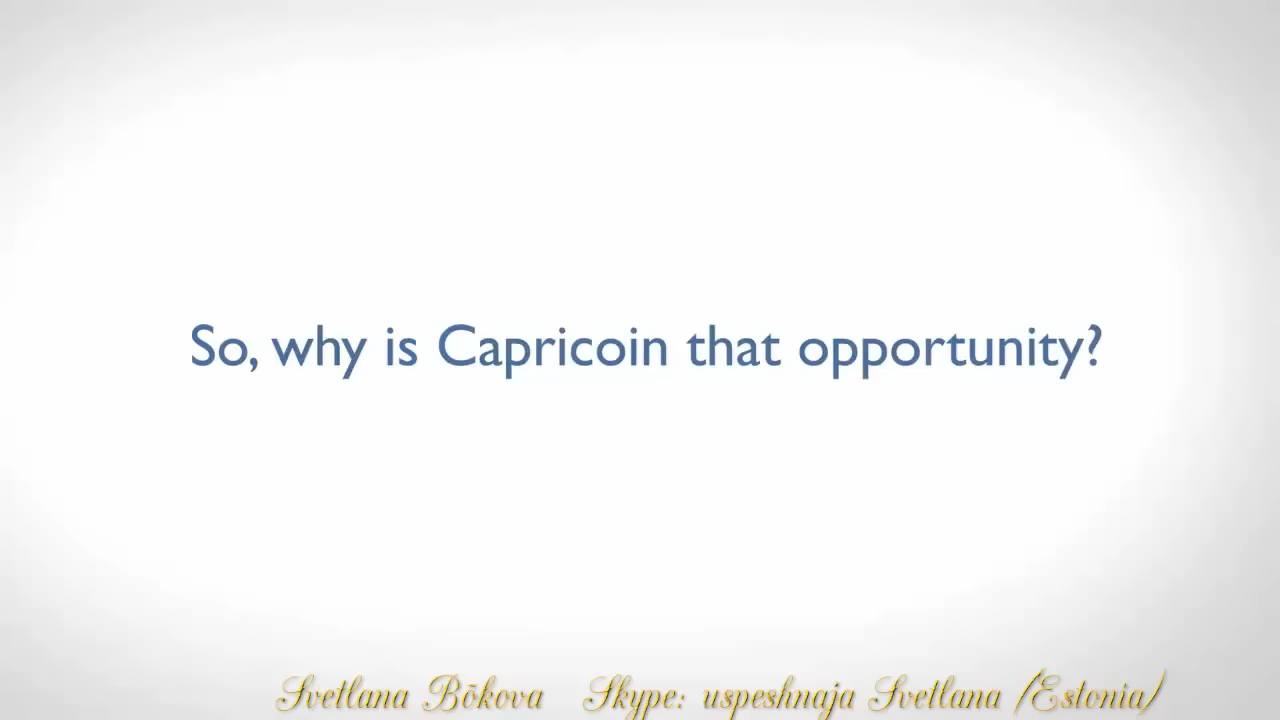 So, why is Capricoin that opportunity?
Svetlana Bõkova Skype: uspeshnaja Svetlana (Estonia)